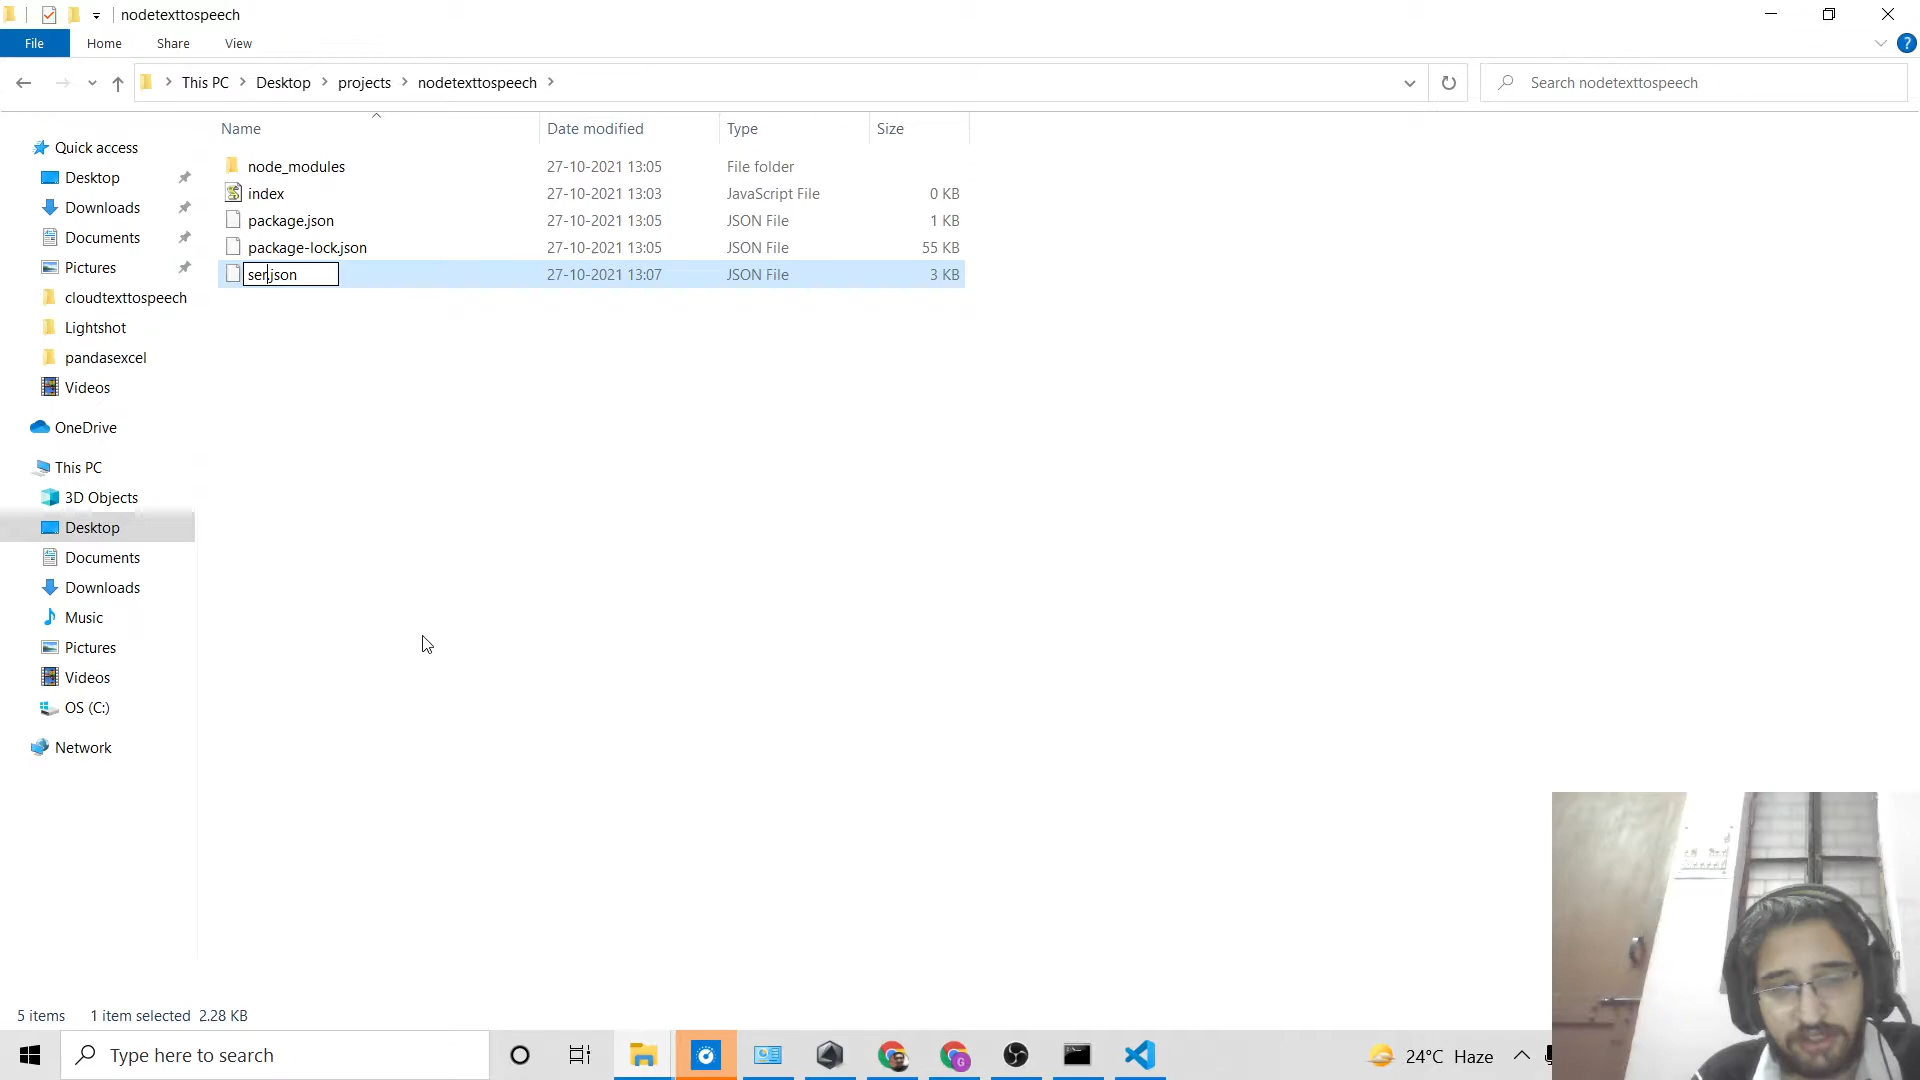 nodetexttospeech
File Home Share View
This PC Desktop projects nodetexttospeech
Search nodetexttospeech
Name Date modified Type Size
Quick access
Desktop
Downloads
Documents
Pictures
cloudtexttospeech
Lightshot
pandasexcel
Videos
OneDrive
This PC
3D Objects
Desktop
Documents
Downloads
Music
Pictures
Videos
OS (C:)
Network
node_modules 27-10-2021 13:05 File folder
index 27-10-2021 13:03 JavaScript File 0 KB
package.json 27-10-2021 13:05 JSON File 1 KB
package-lock.json 27-10-2021 13:05 JSON File 55 KB
ser.json 27-10-2021 13:07 JSON File 3 KB
5 items 1 item selected 2.28 KB
Type here to search
G
24°C Haze